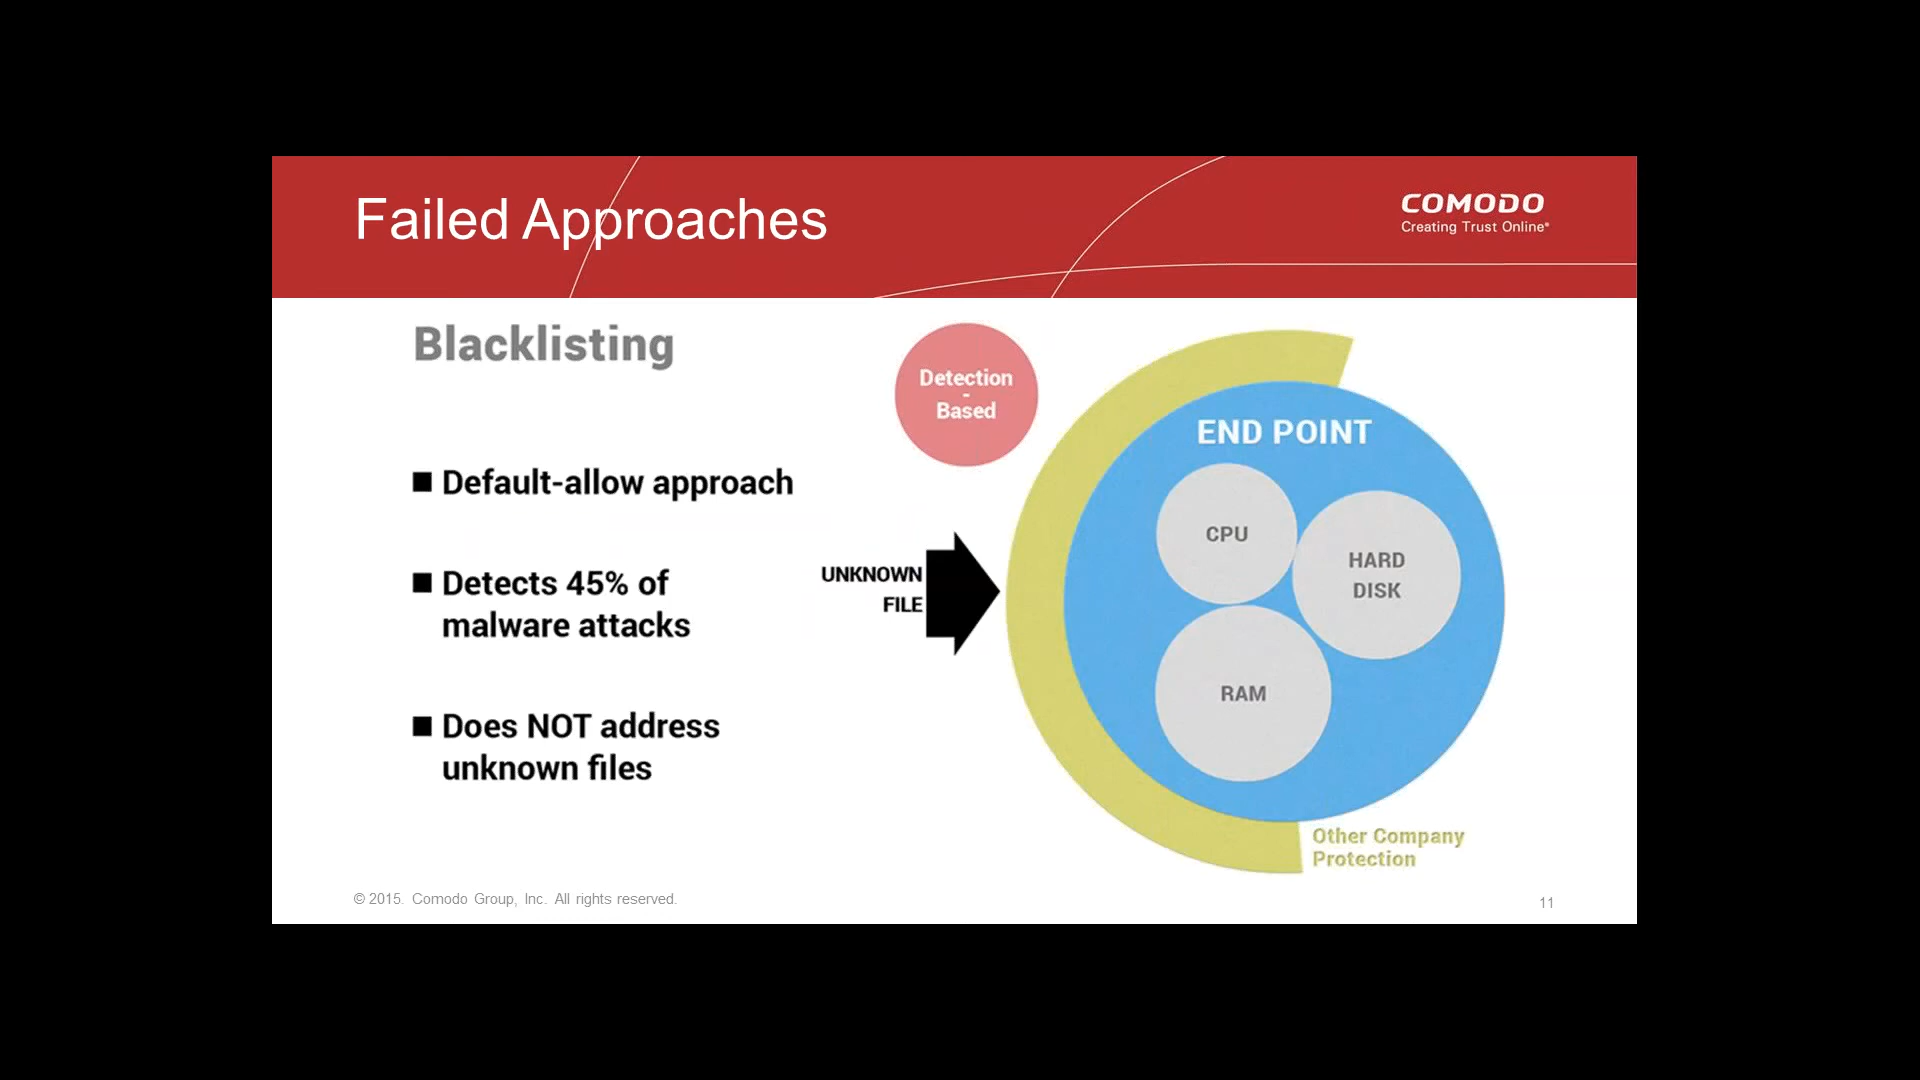 Failed Approaches
COMODO
Creating Trust Online®
Blacklisting
Detection
-
Based
END POINT
■ Default-allow approach
CPU
HARD
DISK
UNKNOWN
FILE
■ Detects 45% of
malware attacks
RAM
■ Does NOT address
unknown files
Other Company
Protection
© 2015. Comodo Group, Inc. All rights reserved.
11